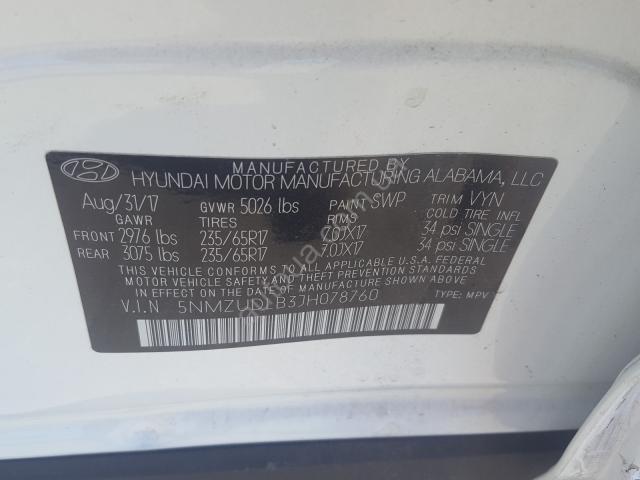 MANUFACTURED BY
HYUNDAI MOTOR MANUFACTURING ALABAMA, LLC
Aug/31/17 GVWR 5026 lbs PAINT SWP TRIM VYN
GAWR TIRES RIMS COLD TIRE INFL
FRONT 2976 lbs 235/65R17 7.0JX17 34 psi SINGLE
REAR 3075 lbs 235/65R17 7.0JX17 34 psi SINGLE
THIS VEHICLE CONFORMS TO ALL APPLICABLE U.S.A. FEDERAL
MOTOR VEHICLE SAFETY AND BUMPER STANDARDS IN EFFECT ON THE
DATE OF MANUFACTURE SHOWN ABOVE.
V.I.N TYPE: MPV